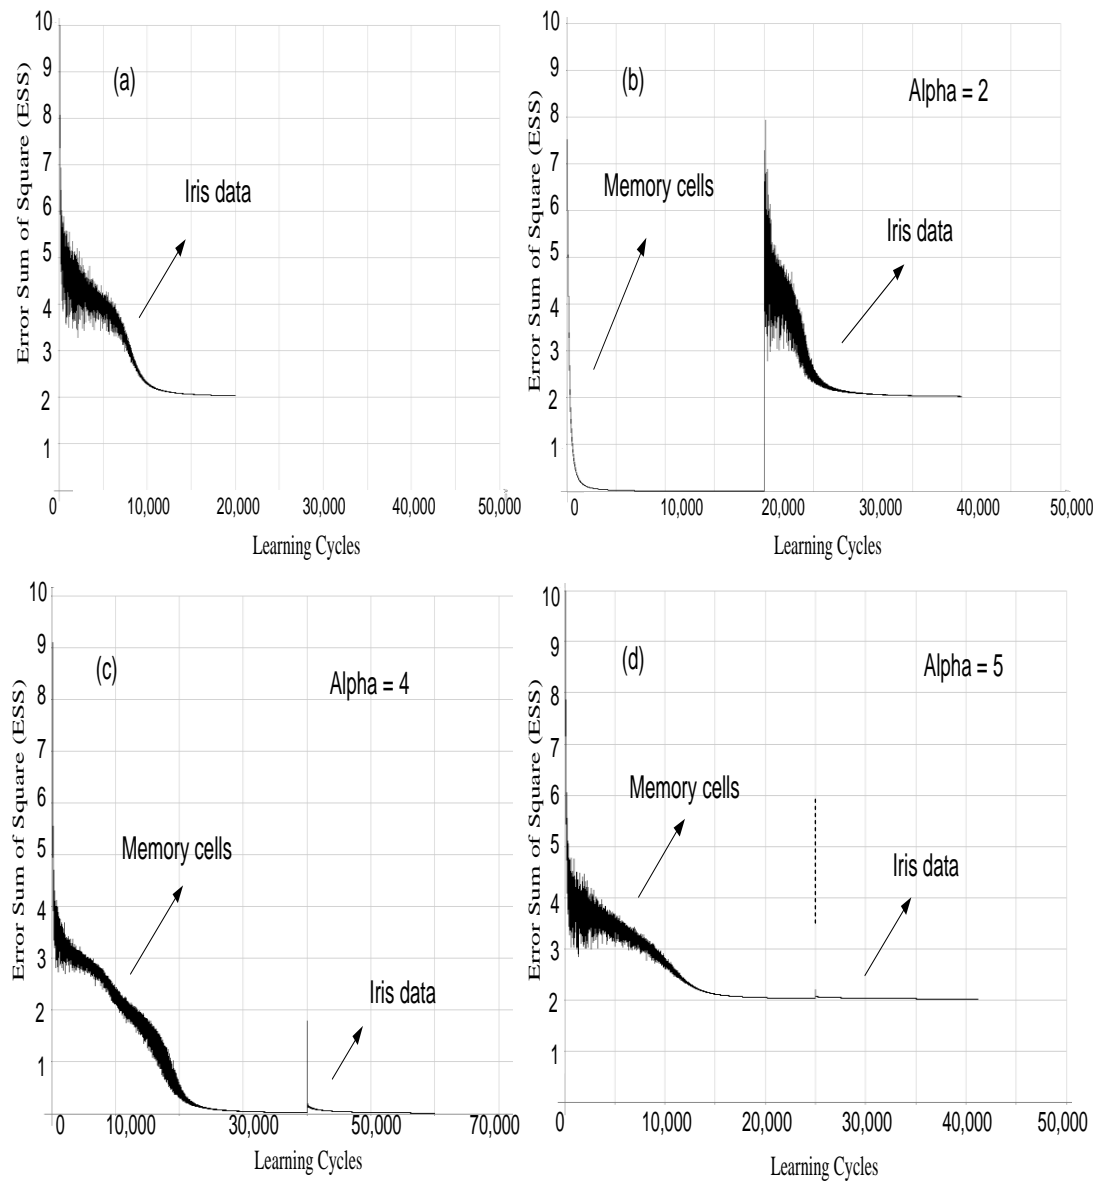 10
9
8
7
6
5
4
3
2
1
Error Sum of Square (ESS)
(a)
Iris data
0 10,000 20,000 30,000 40,000 50,000
Learning Cycles
10
9
8
7
6
5
4
3
2
1
Error Sum of Square (ESS)
(b)
Alpha = 2
Memory cells
Iris data
0 10,000 20,000 30,000 40,000 50,000
Learning Cycles
10
9
8
7
6
5
4
3
2
1
Error Sum of Square (ESS)
(c)
Alpha = 4
Memory cells
Iris data
0 10,000 30,000 50,000 70,000
Learning Cycles
10
9
8
7
6
5
4
3
2
1
Error Sum of Square (ESS)
(d)
Alpha = 5
Memory cells
Iris data
0 10,000 20,000 30,000 40,000 50,000
Learning Cycles